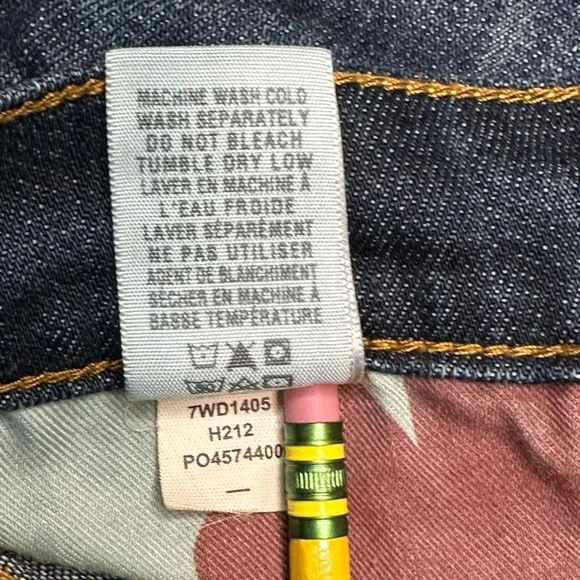 MACHINE WASH COLD
WASH SEPARATELY
DO NOT BLEACH
TUMBLE DRY LOW
LAVER EN MACHINE À
L'EAU FROIDE
LAVER SÉPARÉMENT
NE PAS UTILISER
AGENT DE BLANCHIMENT
SÉCHER EN MACHINE À
BASSE TEMPÉRATURE
7WD1405
H212
PO4574400